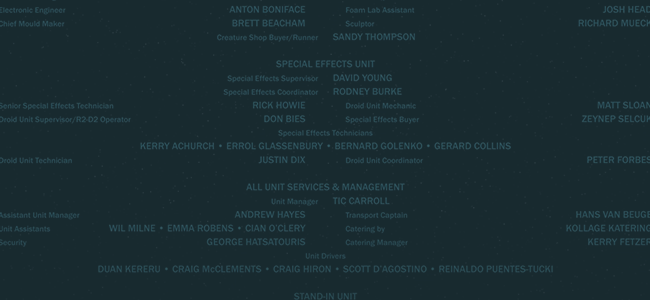 Electronic Engineer ANTON BONIFACE Foam Lab Assistant JOSH HEAD
Chief Mould Maker BRETT BEACHAM Sculptor RICHARD MUECK
Creature Shop Buyer/Runner SANDY THOMPSON
SPECIAL EFFECTS UNIT
Special Effects Supervisor DAVID YOUNG
Special Effects Coordinator RODNEY BURKE
Senior Special Effects Technician RICK HOWIE Droid Unit Mechanic MATT SLOAN
Droid Unit Supervisor/R2-D2 Operator DON BIES Special Effects Buyer ZEYNEP SELCUK
Special Effects Technicians
KERRY ACHURCH • ERROL GLASSENBURY • BERNARD GOLENKO • GERARD COLLINS
Droid Unit Technician JUSTIN DIX Droid Unit Coordinator PETER FORBES
ALL UNIT SERVICES & MANAGEMENT
Unit Manager TIC CARROLL
Assistant Unit Manager ANDREW HAYES Transport Captain HANS VAN BEUGE
Unit Assistants WIL MILNE • EMMA ROBENS • CIAN O'CLERY Catering by KOLLAGE KATERING
Security GEORGE HATSATOURIS Catering Manager KERRY FETZER
Unit Drivers
DUAN KERERU • CRAIG McCLEMENTS • CRAIG HIRON • SCOTT D'AGOSTINO • REINALDO PUENTES-TUCKI
STAND-IN UNIT